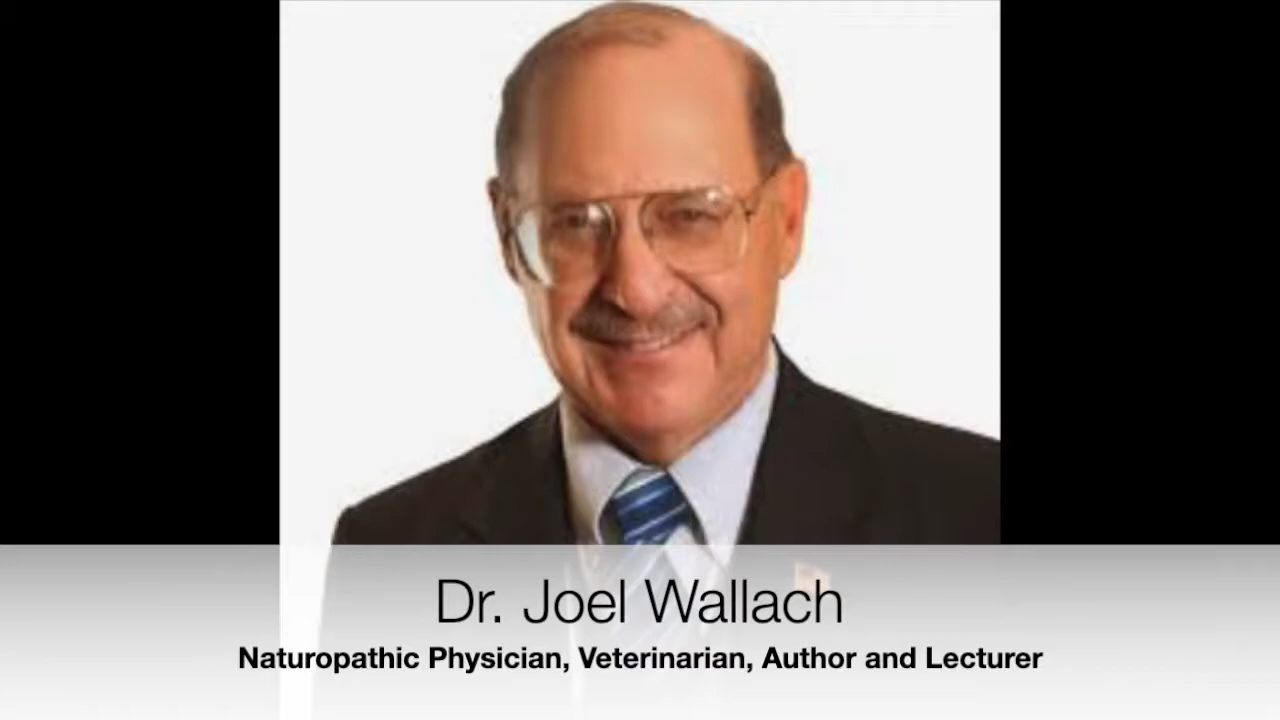 Dr. Joel Wallach
Naturopathic Physician, Veterinarian, Author and Lecturer